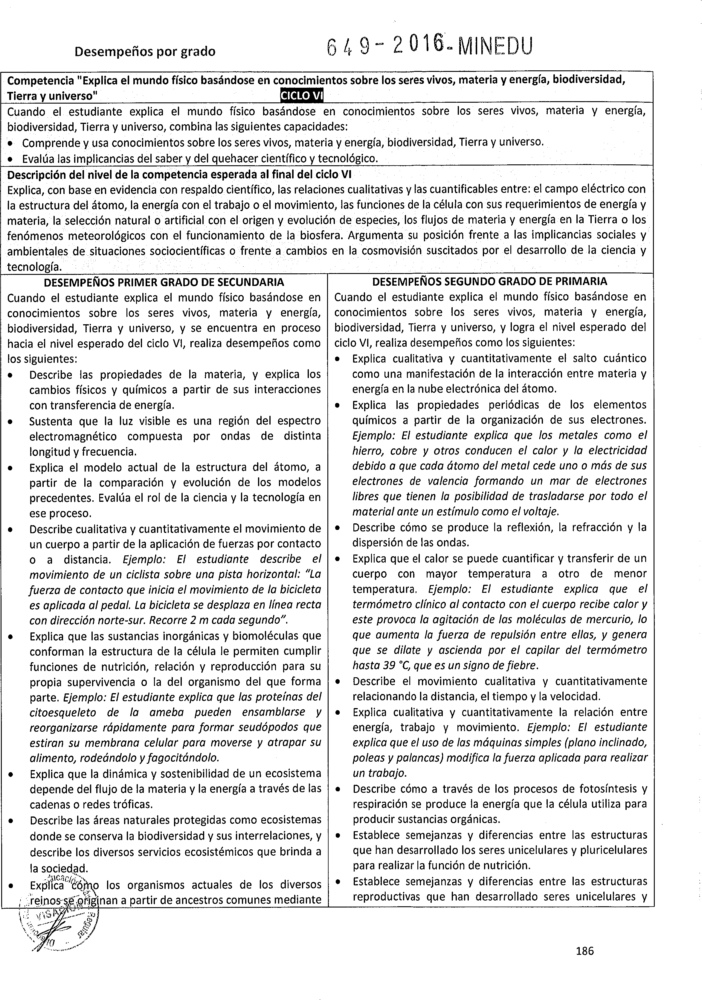 Desempeños por grado
649-2016-MINEDU
Competencia "Explica el mundo físico basándose en conocimientos sobre los seres vivos, materia y energía, biodiversidad,
Tierra y universo"
CICLO VI
Cuando el estudiante explica el mundo físico basándose en conocimientos sobre los seres vivos, materia y energía,
biodiversidad, Tierra y universo, combina las siguientes capacidades:
• Comprende y usa conocimientos sobre los seres vivos, materia y energía, biodiversidad, Tierra y universo.
• Evalúa las implicancias del saber y del quehacer científico y tecnológico.
Descripción del nivel de la competencia esperada al final del ciclo VI
Explica, con base en evidencia con respaldo científico, las relaciones cualitativas y las cuantificables entre: el campo eléctrico con
la estructura del átomo, la energía con el trabajo o el movimiento, las funciones de la célula con sus requerimientos de energía y
materia, la selección natural o artificial con el origen y evolución de especies, los flujos de materia y energía en la Tierra o los
fenómenos meteorológicos con el funcionamiento de la biosfera. Argumenta su posición frente a las implicancias sociales y
ambientales de situaciones sociocientíficas o frente a cambios en la cosmovisión suscitados por el desarrollo de la ciencia y
tecnología.
DESEMPEÑOS PRIMER GRADO DE SECUNDARIA
Cuando el estudiante explica el mundo físico basándose en
conocimientos sobre los seres vivos, materia y energía,
biodiversidad, Tierra y universo, y se encuentra en proceso
hacia el nivel esperado del ciclo VI, realiza desempeños como
los siguientes:
• Describe las propiedades de la materia, y explica los
cambios físicos y químicos a partir de sus interacciones
con transferencia de energía.
• Sustenta que la luz visible es una región del espectro
electromagnético compuesta por ondas de distinta
longitud y frecuencia.
• Explica el modelo actual de la estructura del átomo, a
partir de la comparación y evolución de los modelos
precedentes. Evalúa el rol de la ciencia y la tecnología en
ese proceso.
• Describe cualitativa y cuantitativamente el movimiento de
un cuerpo a partir de la aplicación de fuerzas por contacto
o a distancia. Ejemplo: El estudiante describe el
movimiento de un ciclista sobre una pista horizontal: "La
fuerza de contacto que inicia el movimiento de la bicicleta
es aplicada al pedal. La bicicleta se desplaza en línea recta
con dirección norte-sur. Recorre 2 m cada segundo".
• Explica que las sustancias inorgánicas y biomoléculas que
conforman la estructura de la célula le permiten cumplir
funciones de nutrición, relación y reproducción para su
propia supervivencia o la del organismo del que forma
parte. Ejemplo: El estudiante explica que las proteínas del
citoesqueleto de la ameba pueden ensamblarse y
reorganizarse rápidamente para formar seudópodos que
estiran su membrana celular para moverse y atrapar su
alimento, rodeándolo y fagocitándolo.
• Explica que la dinámica y sostenibilidad de un ecosistema
depende del flujo de la materia y la energía a través de las
cadenas o redes tróficas.
• Describe las áreas naturales protegidas como ecosistemas
donde se conserva la biodiversidad y sus interrelaciones, y
describe los diversos servicios ecosistémicos que brinda a
la sociedad.
• Explica cómo los organismos actuales de los diversos
reinos se originan a partir de ancestros comunes mediante
DESEMPEÑOS SEGUNDO GRADO DE PRIMARIA
Cuando el estudiante explica el mundo físico basándose en
conocimientos sobre los seres vivos, materia y energía,
biodiversidad, Tierra y universo, y logra el nivel esperado del
ciclo VI, realiza desempeños como los siguientes:
• Explica cualitativa y cuantitativamente el salto cuántico
como una manifestación de la interacción entre materia y
energía en la nube electrónica del átomo.
• Explica las propiedades periódicas de los elementos
químicos a partir de la organización de sus electrones.
Ejemplo: El estudiante explica que los metales como el
hierro, cobre y otros conducen el calor y la electricidad
debido a que cada átomo del metal cede uno o más de sus
electrones de valencia formando un mar de electrones
libres que tienen la posibilidad de trasladarse por todo el
material ante un estímulo como el voltaje.
• Describe cómo se produce la reflexión, la refracción y la
dispersión de las ondas.
• Explica que el calor se puede cuantificar y transferir de un
cuerpo con mayor temperatura a otro de menor
temperatura. Ejemplo: El estudiante explica que el
termómetro clínico al contacto con el cuerpo recibe calor y
este provoca la agitación de las moléculas de mercurio, lo
que aumenta la fuerza de repulsión entre ellas, y genera
que se dilate y ascienda por el capilar del termómetro
hasta 39 °C, que es un signo de fiebre.
• Describe el movimiento cualitativa y cuantitativamente
relacionando la distancia, el tiempo y la velocidad.
• Explica cualitativa y cuantitativamente la relación entre
energía, trabajo y movimiento. Ejemplo: El estudiante
explica que el uso de las máquinas simples (plano inclinado,
poleas y palancas) modifica la fuerza aplicada para realizar
un trabajo.
• Describe cómo a través de los procesos de fotosíntesis y
respiración se produce la energía que la célula utiliza para
producir sustancias orgánicas.
• Establece semejanzas y diferencias entre las estructuras
que han desarrollado los seres unicelulares y pluricelulares
para realizar la función de nutrición.
• Establece semejanzas y diferencias entre las estructuras
reproductivas que han desarrollado seres unicelulares y
VISACIÓN
186